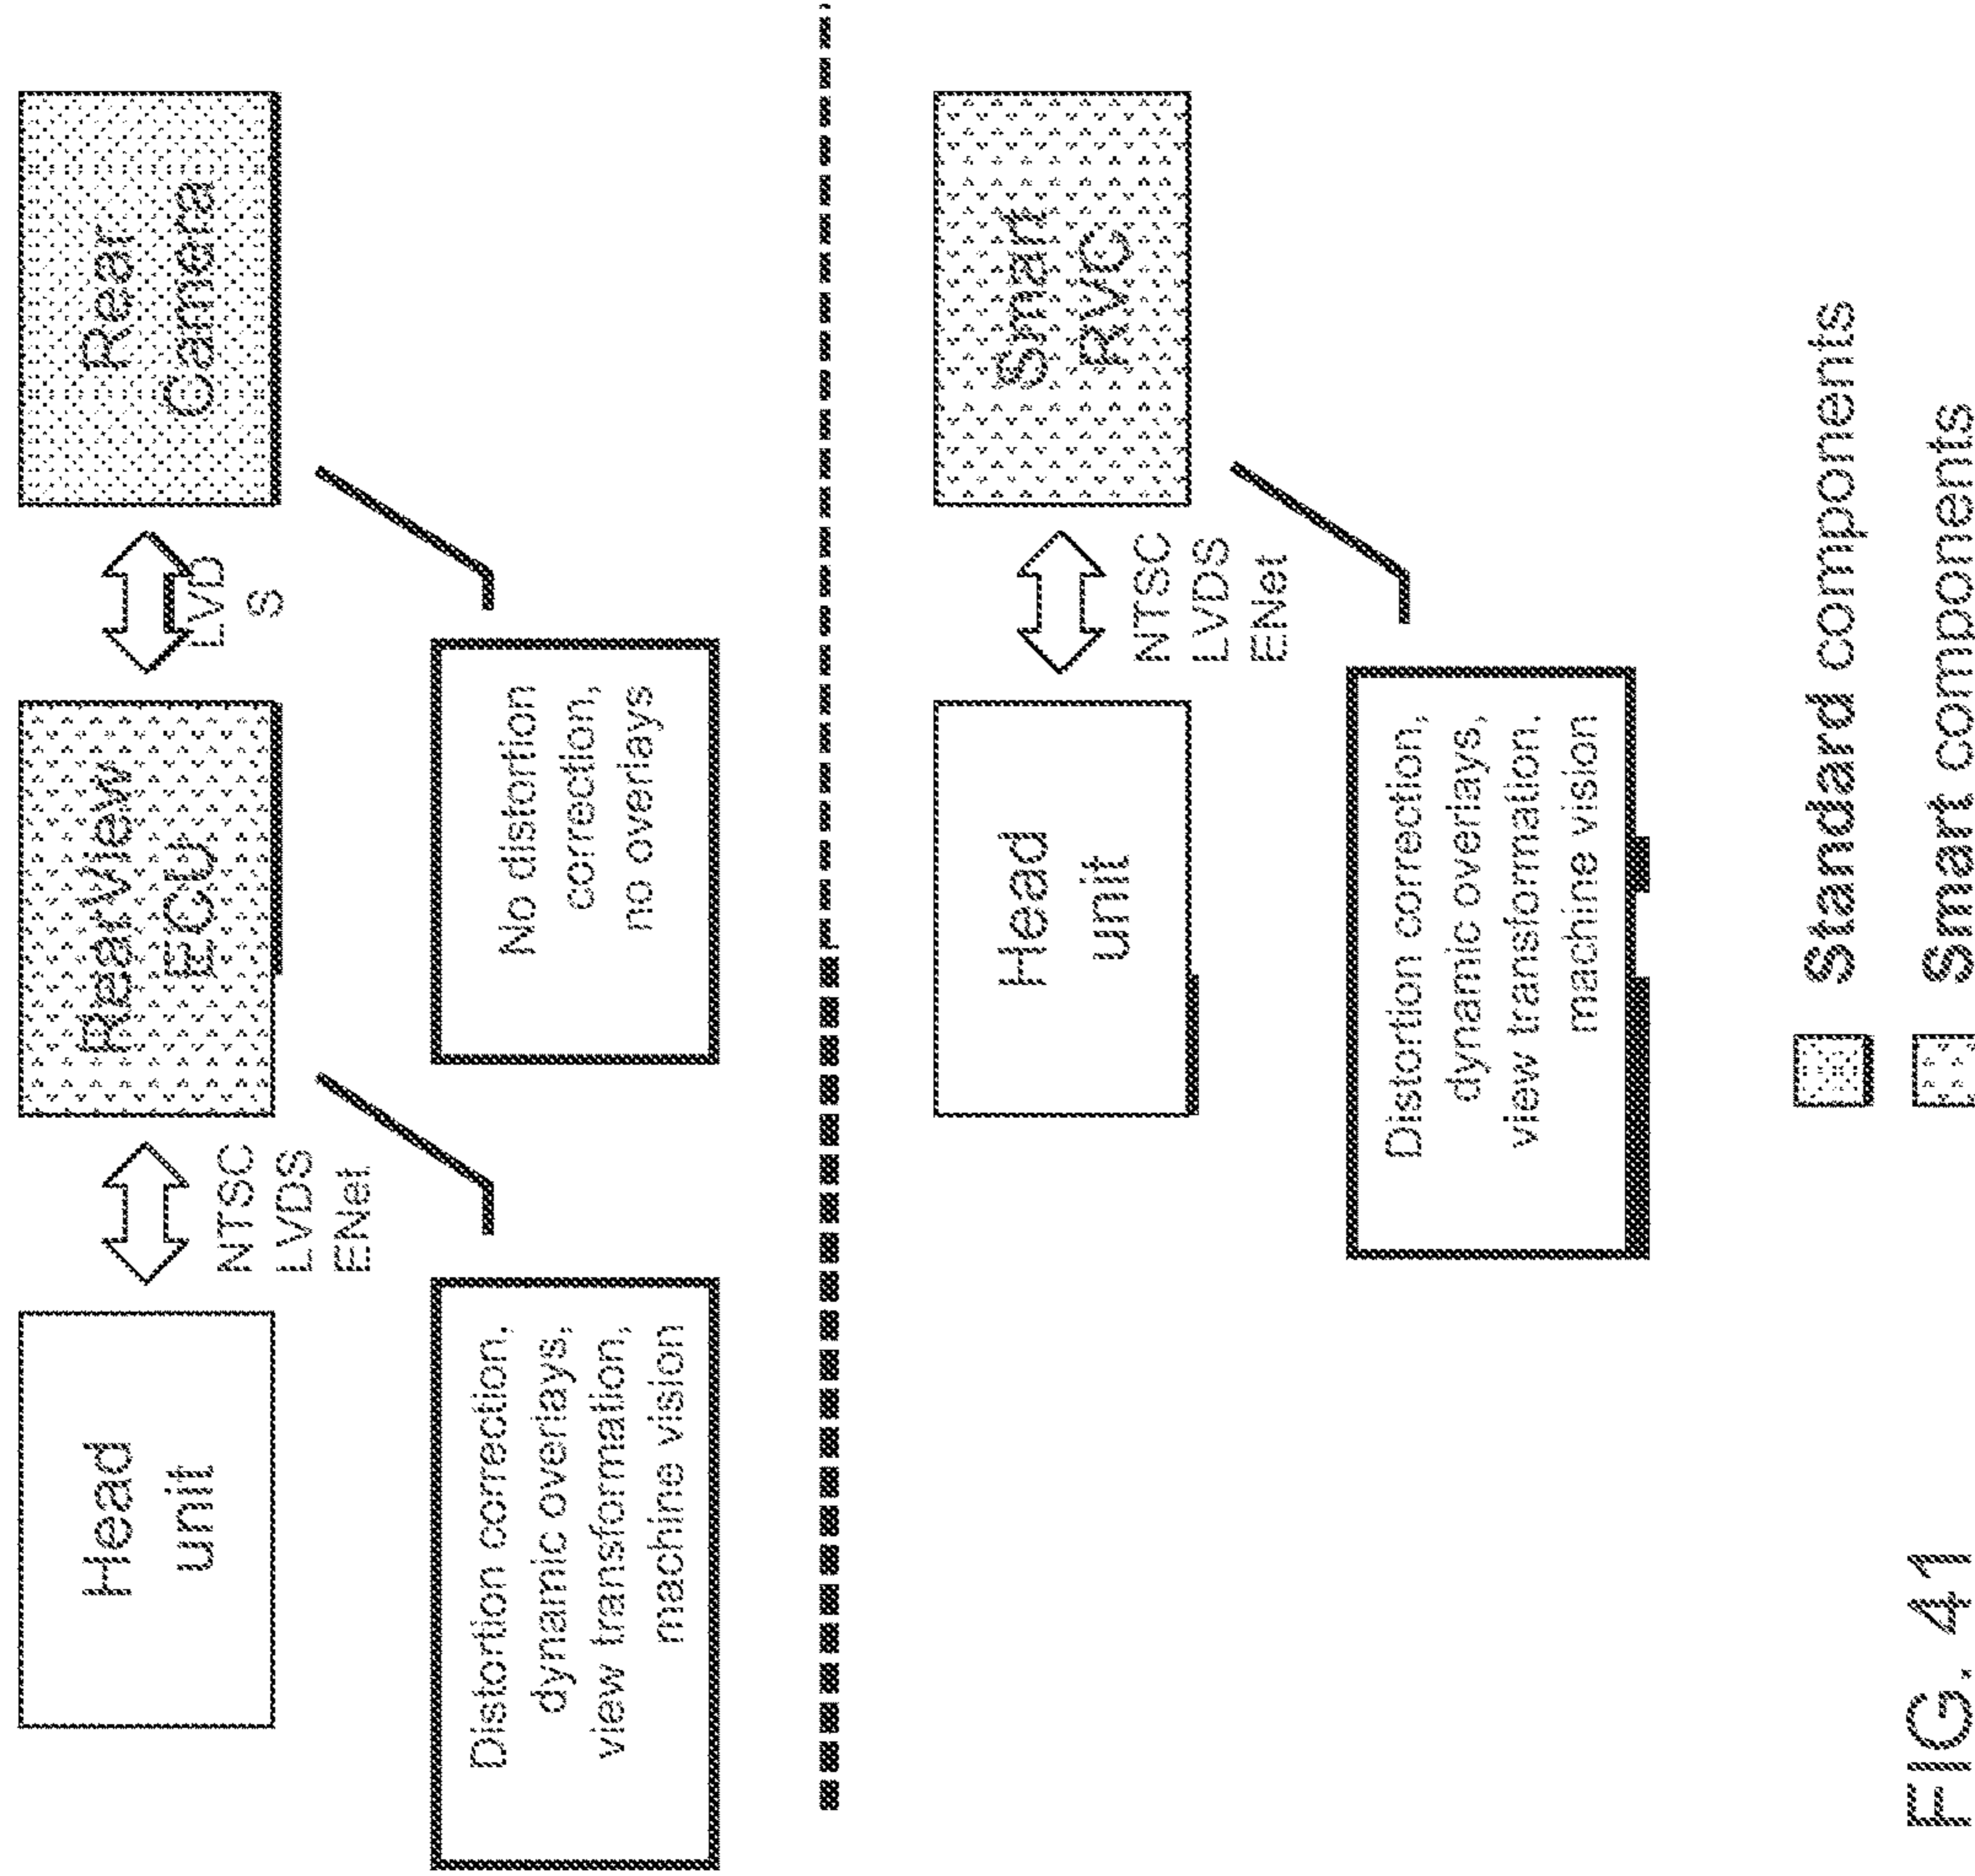 Head
unit
NTSC
LVDS
ENet
RearView
ECU
LVD
S
Rear
Camera
Distortion correction,
dynamic overlays,
view transformation,
machine vision
No distortion
correction,
no overlays
Head
unit
NTSC
LVDS
ENet
Smart
RVC
Distortion correction,
dynamic overlays,
view transformation,
machine vision
Standard components
Smart components
FIG. 41